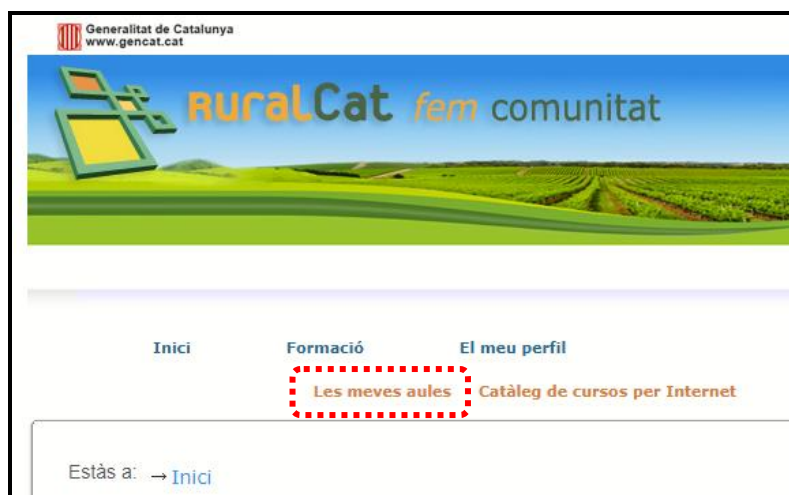 Generalitat de Catalunya
www.gencat.cat
RuralCat fem comunitat
Inici Formació El meu perfil
Les meves aules Catàleg de cursos per Internet
Estàs a: → Inici